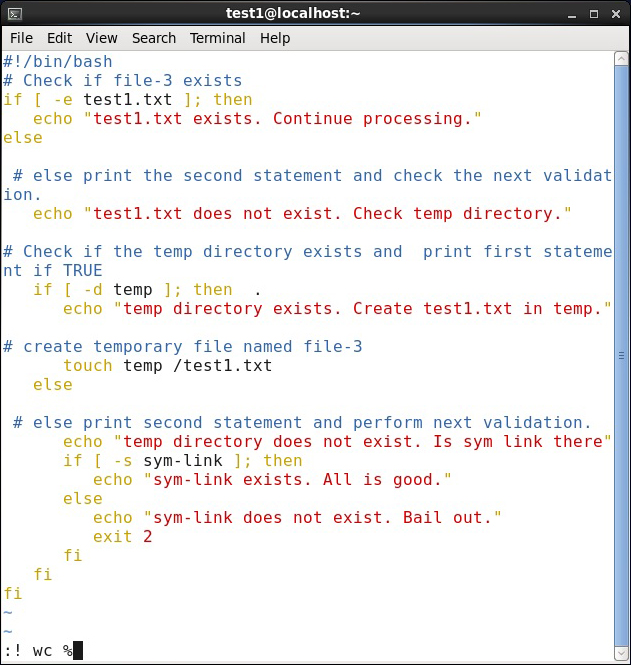 test1@localhost:~
File Edit View Search Terminal Help
#!/bin/bash
# Check if file-3 exists
if [ -e test1.txt ]; then
   echo "test1.txt exists. Continue processing."
else

 # else print the second statement and check the next validat
ion.
   echo "test1.txt does not exist. Check temp directory."

# Check if the temp directory exists and  print first stateme
nt if TRUE
   if [ -d temp ]; then  .
      echo "temp directory exists. Create test1.txt in temp."

# create temporary file named file-3
      touch temp /test1.txt
   else

 # else print second statement and perform next validation.
      echo "temp directory does not exist. Is sym link there"
      if [ -s sym-link ]; then
         echo "sym-link exists. All is good."
      else
         echo "sym-link does not exist. Bail out."
         exit 2
      fi
   fi
fi
~
~
:! wc %